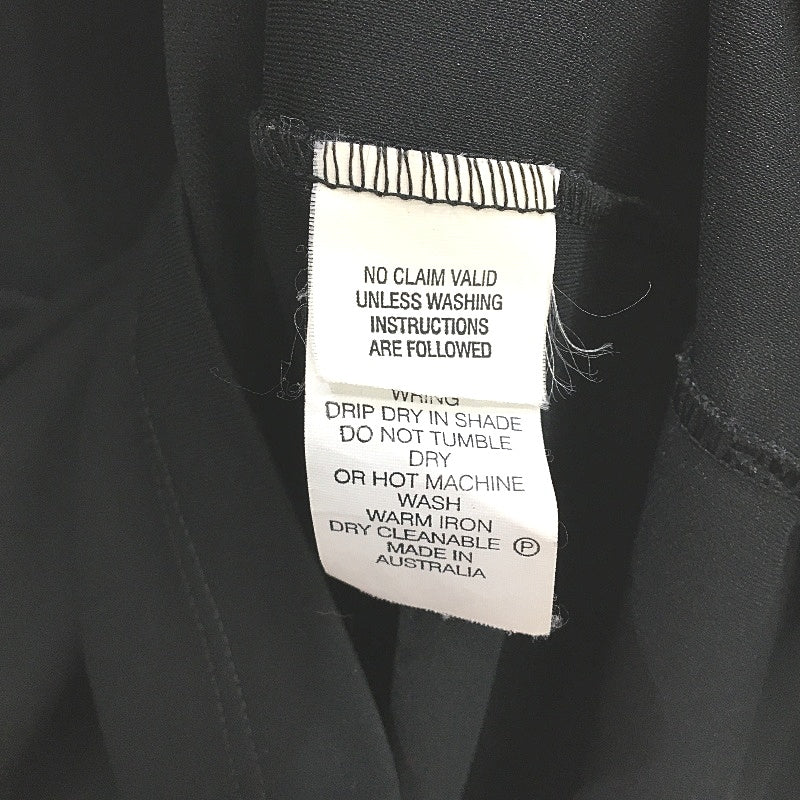 NO CLAIM VALID
UNLESS WASHING
INSTRUCTIONS
ARE FOLLOWED
WRING
DRIP DRY IN SHADE
DO NOT TUMBLE
DRY
OR HOT MACHINE
WASH
WARM IRON
DRY CLEANABLE Ⓟ
MADE IN
AUSTRALIA